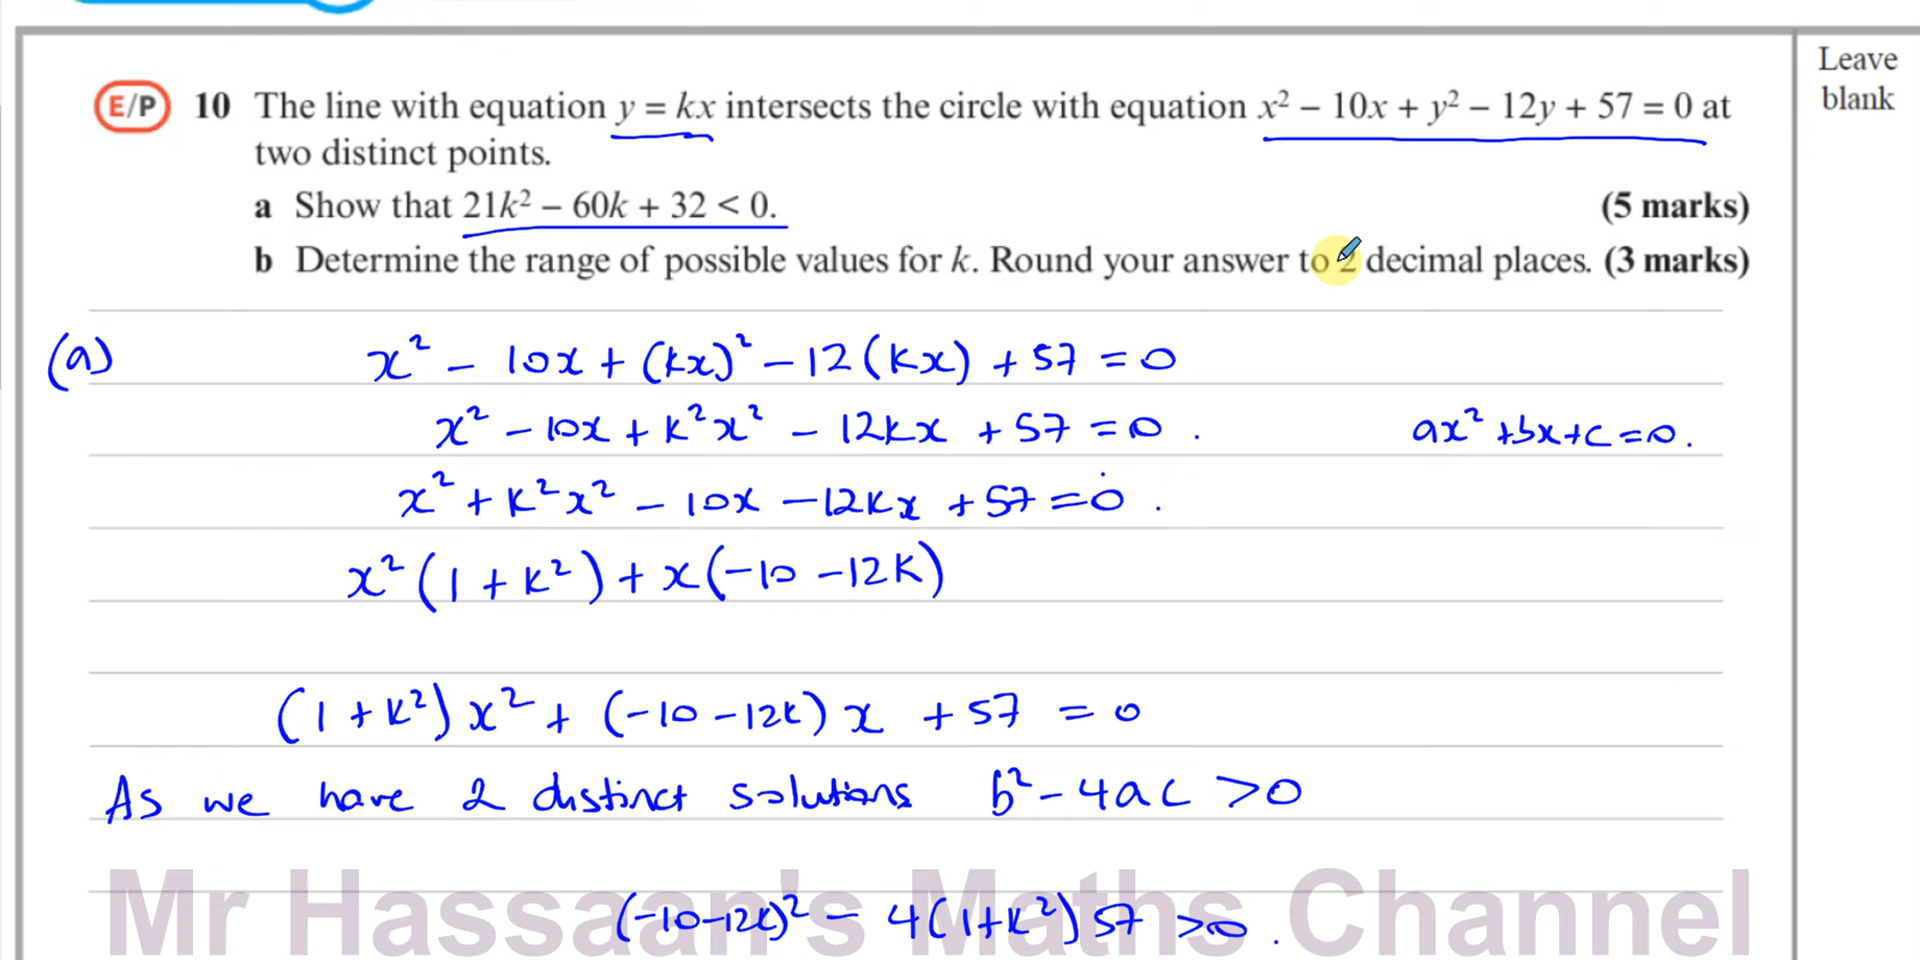 Leave
blank
E/P 10 The line with equation y = kx intersects the circle with equation x² − 10x + y² − 12y + 57 = 0 at
two distinct points.
a Show that 21k² − 60k + 32 < 0. (5 marks)
b Determine the range of possible values for k. Round your answer to 2 decimal places. (3 marks)
(a) x² − 10x + (kx)² − 12(kx) + 57 = 0
x² − 10x + k²x² − 12kx + 57 = 0. ax² + bx + c = 0.
x² + k²x² − 10x − 12kx + 57 = 0.
x²(1 + k²) + x(−10 − 12k)
(1 + k²)x² + (−10 − 12k)x + 57 = 0
As we have 2 distinct solutions b² − 4ac > 0
(−10−12k)² − 4(1+k²)57 > 0.
Mr Hassaan's Maths Channel